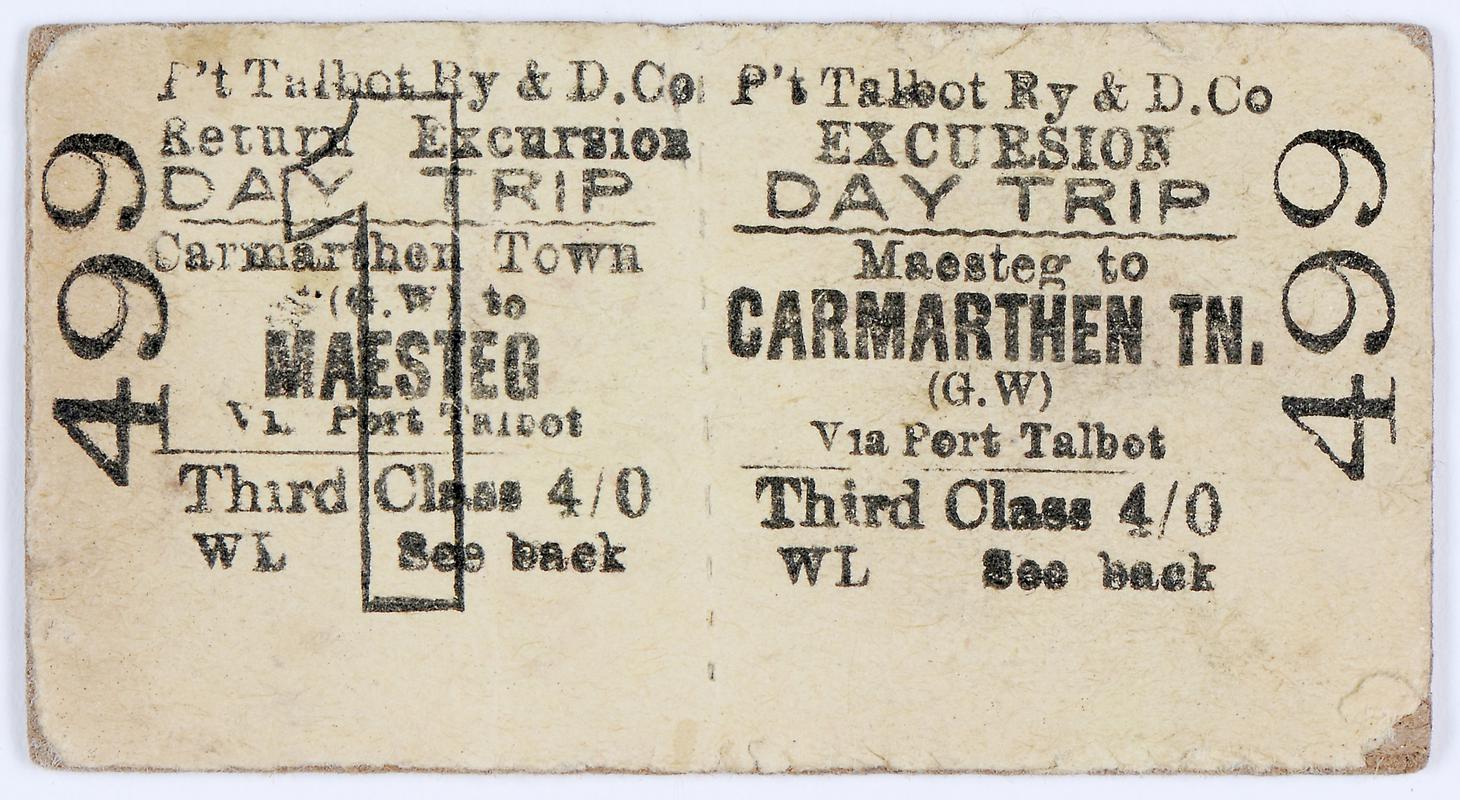 P't Talbot Ry & D.Co
Return Excursion
DAY TRIP
Carmarthen Town
(G.W) to
MAESTEG
Via Port Talbot
Third Class 4/0
WL See back
499
1
P't Talbot Ry & D.Co
EXCURSION
DAY TRIP
Maesteg to
CARMARTHEN TN.
(G.W)
Via Port Talbot
Third Class 4/0
WL See back
499